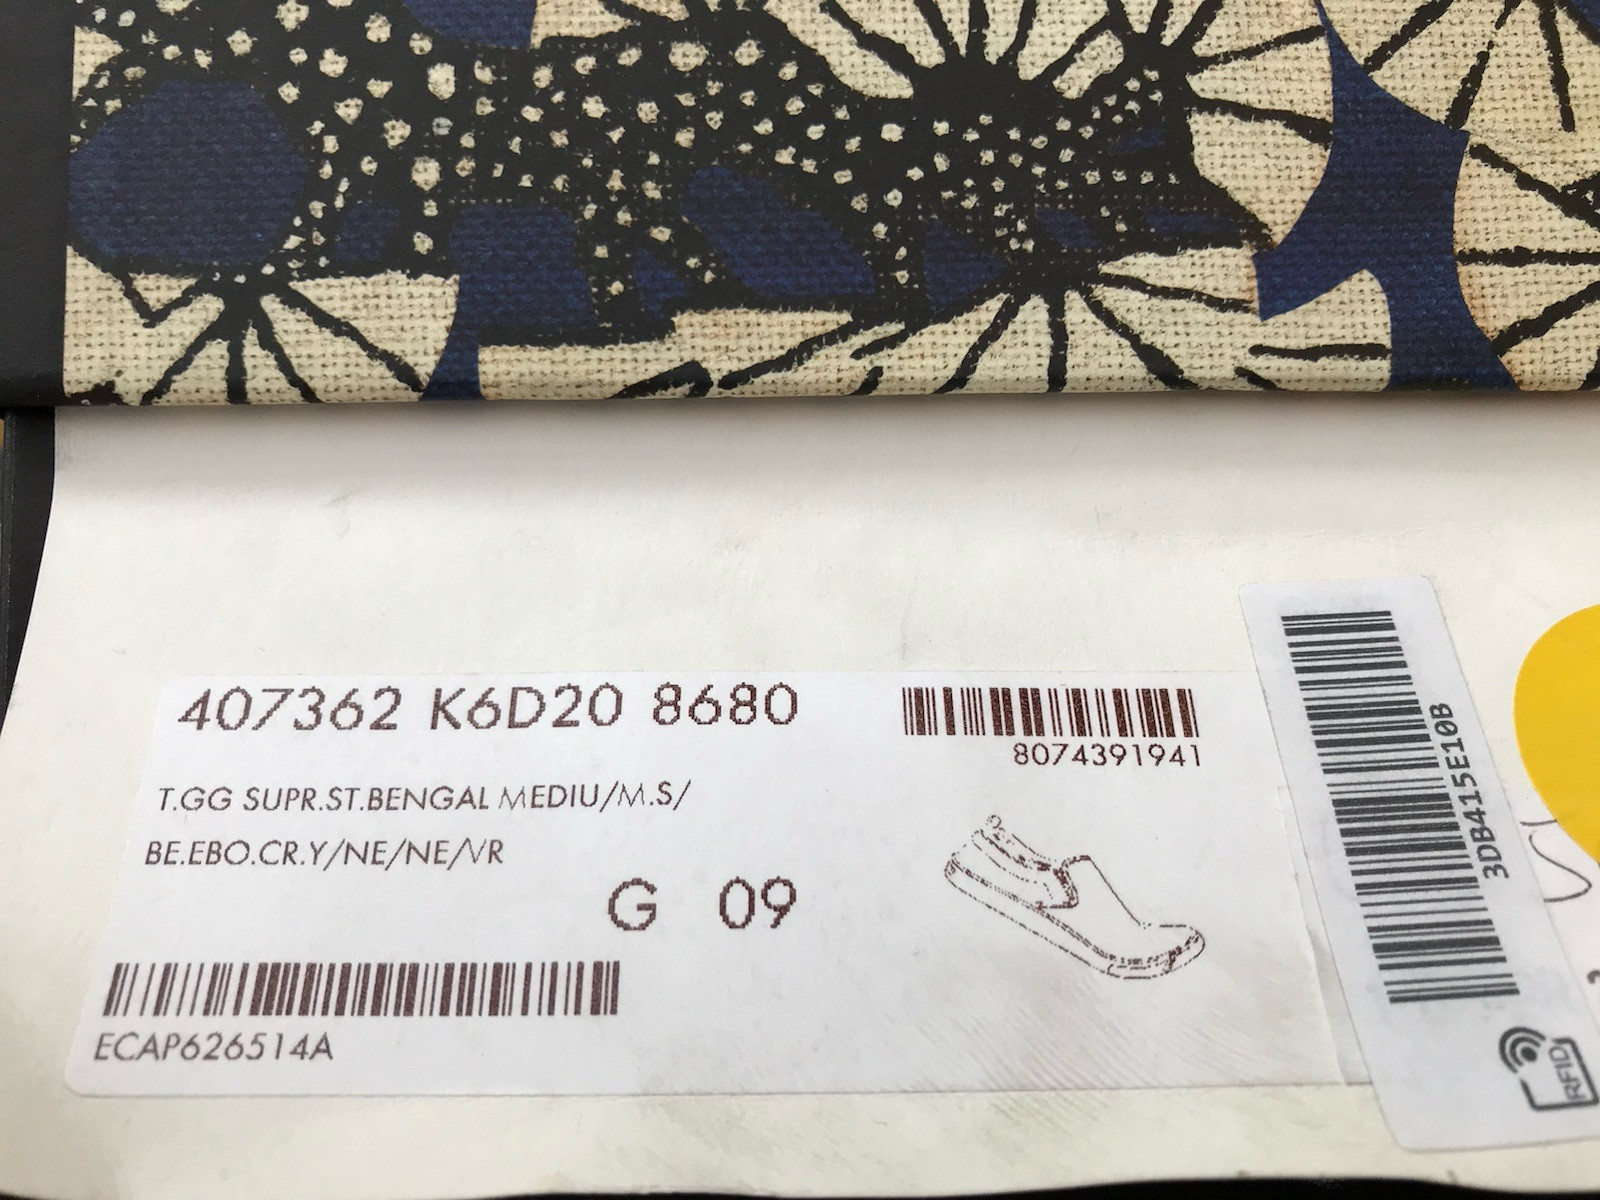 407362 K6D20 8680
8074391941
T.GG SUPR.ST.BENGAL MEDIU/M.S/
BE.EBO.CR.Y/NE/NE/VR
G 09
ECAP626514A
3DB415E10B
RFID